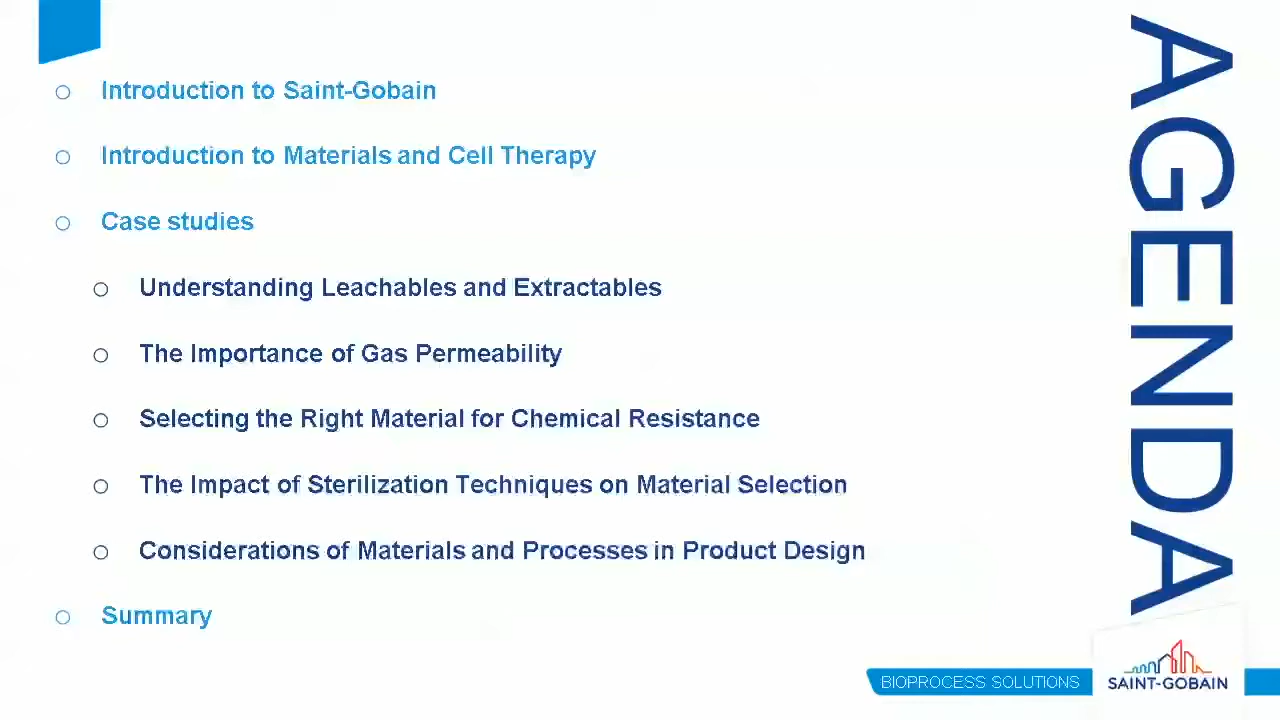 Introduction to Saint-Gobain
Introduction to Materials and Cell Therapy
Case studies
Understanding Leachables and Extractables
The Importance of Gas Permeability
Selecting the Right Material for Chemical Resistance
The Impact of Sterilization Techniques on Material Selection
Considerations of Materials and Processes in Product Design
Summary
AGENDA
BIOPROCESS SOLUTIONS
SAINT-GOBAIN